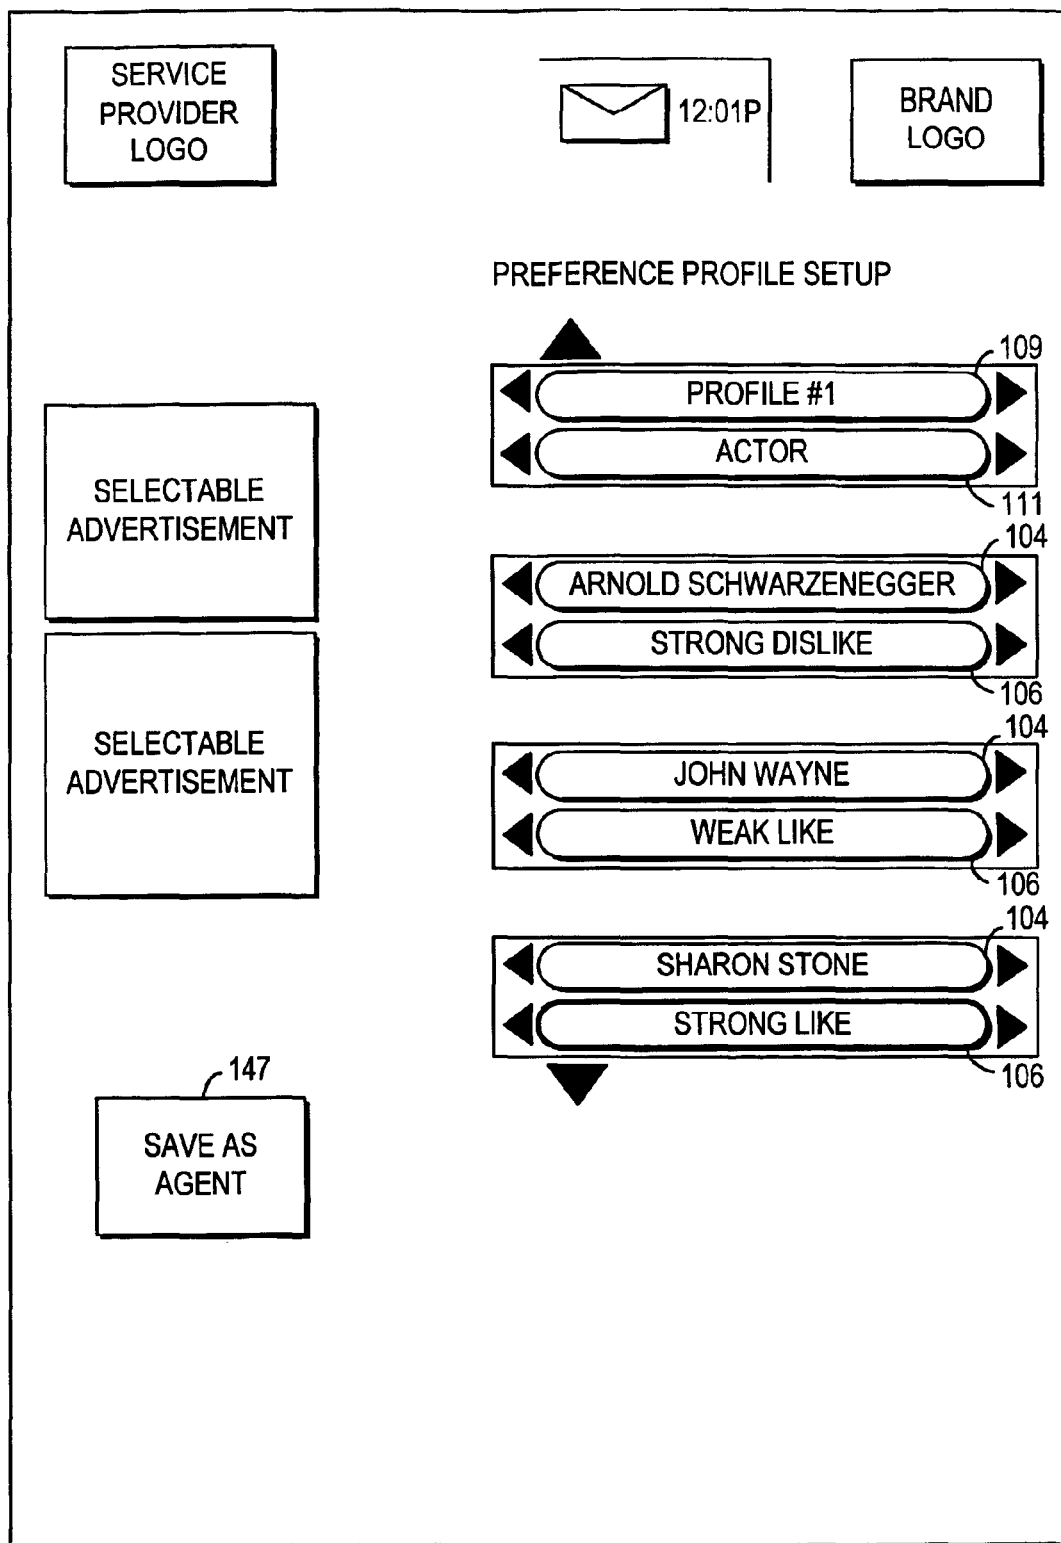 SERVICE
PROVIDER
LOGO
12:01P
BRAND
LOGO
PREFERENCE PROFILE SETUP
109
PROFILE #1
ACTOR
111
SELECTABLE
ADVERTISEMENT
104
ARNOLD SCHWARZENEGGER
STRONG DISLIKE
106
SELECTABLE
ADVERTISEMENT
104
JOHN WAYNE
WEAK LIKE
106
104
SHARON STONE
STRONG LIKE
106
147
SAVE AS
AGENT